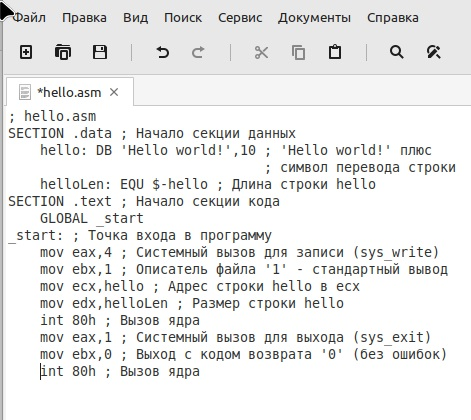 Файл Правка Вид Поиск Сервис Документы Справка
*hello.asm
; hello.asm
SECTION .data ; Начало секции данных
    hello: DB 'Hello world!',10 ; 'Hello world!' плюс
                                ; символ перевода строки
    helloLen: EQU $-hello ; Длина строки hello
SECTION .text ; Начало секции кода
    GLOBAL _start
_start: ; Точка входа в программу
    mov eax,4 ; Системный вызов для записи (sys_write)
    mov ebx,1 ; Описатель файла '1' - стандартный вывод
    mov ecx,hello ; Адрес строки hello в ecx
    mov edx,helloLen ; Размер строки hello
    int 80h ; Вызов ядра
    mov eax,1 ; Системный вызов для выхода (sys_exit)
    mov ebx,0 ; Выход с кодом возврата '0' (без ошибок)
    int 80h ; Вызов ядра